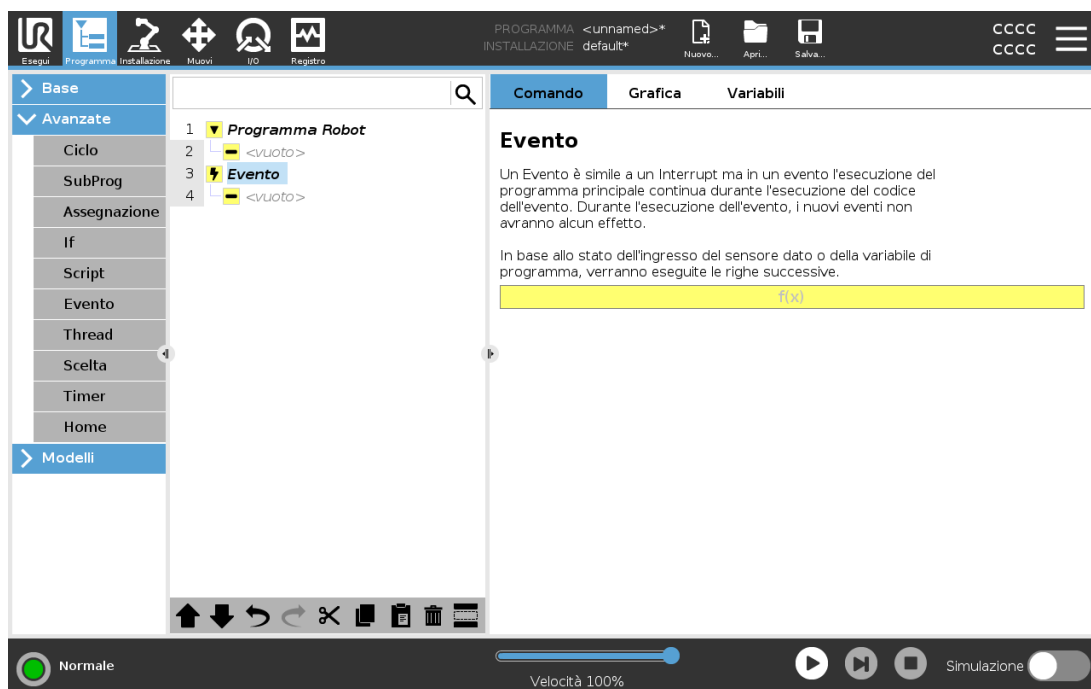 PROGRAMMA <unnamed>*
INSTALLAZIONE default*
UR
Esegui
Programma
Installazione
Muovi
I/O
Registro
Nuovo...
Apri...
Salva...
CCCC
CCCC
Base
Avanzate
Ciclo
SubProg
Assegnazione
If
Script
Evento
Thread
Scelta
Timer
Home
Modelli
1 Programma Robot
2 <vuoto>
3 Evento
4 <vuoto>
Comando
Grafica
Variabili
Evento
Un Evento è simile a un Interrupt ma in un evento l'esecuzione del
programma principale continua durante l'esecuzione del codice
dell'evento. Durante l'esecuzione dell'evento, i nuovi eventi non
avranno alcun effetto.
In base allo stato dell'ingresso del sensore dato o della variabile di
programma, verranno eseguite le righe successive.
f(x)
Normale
Velocità 100%
Simulazione